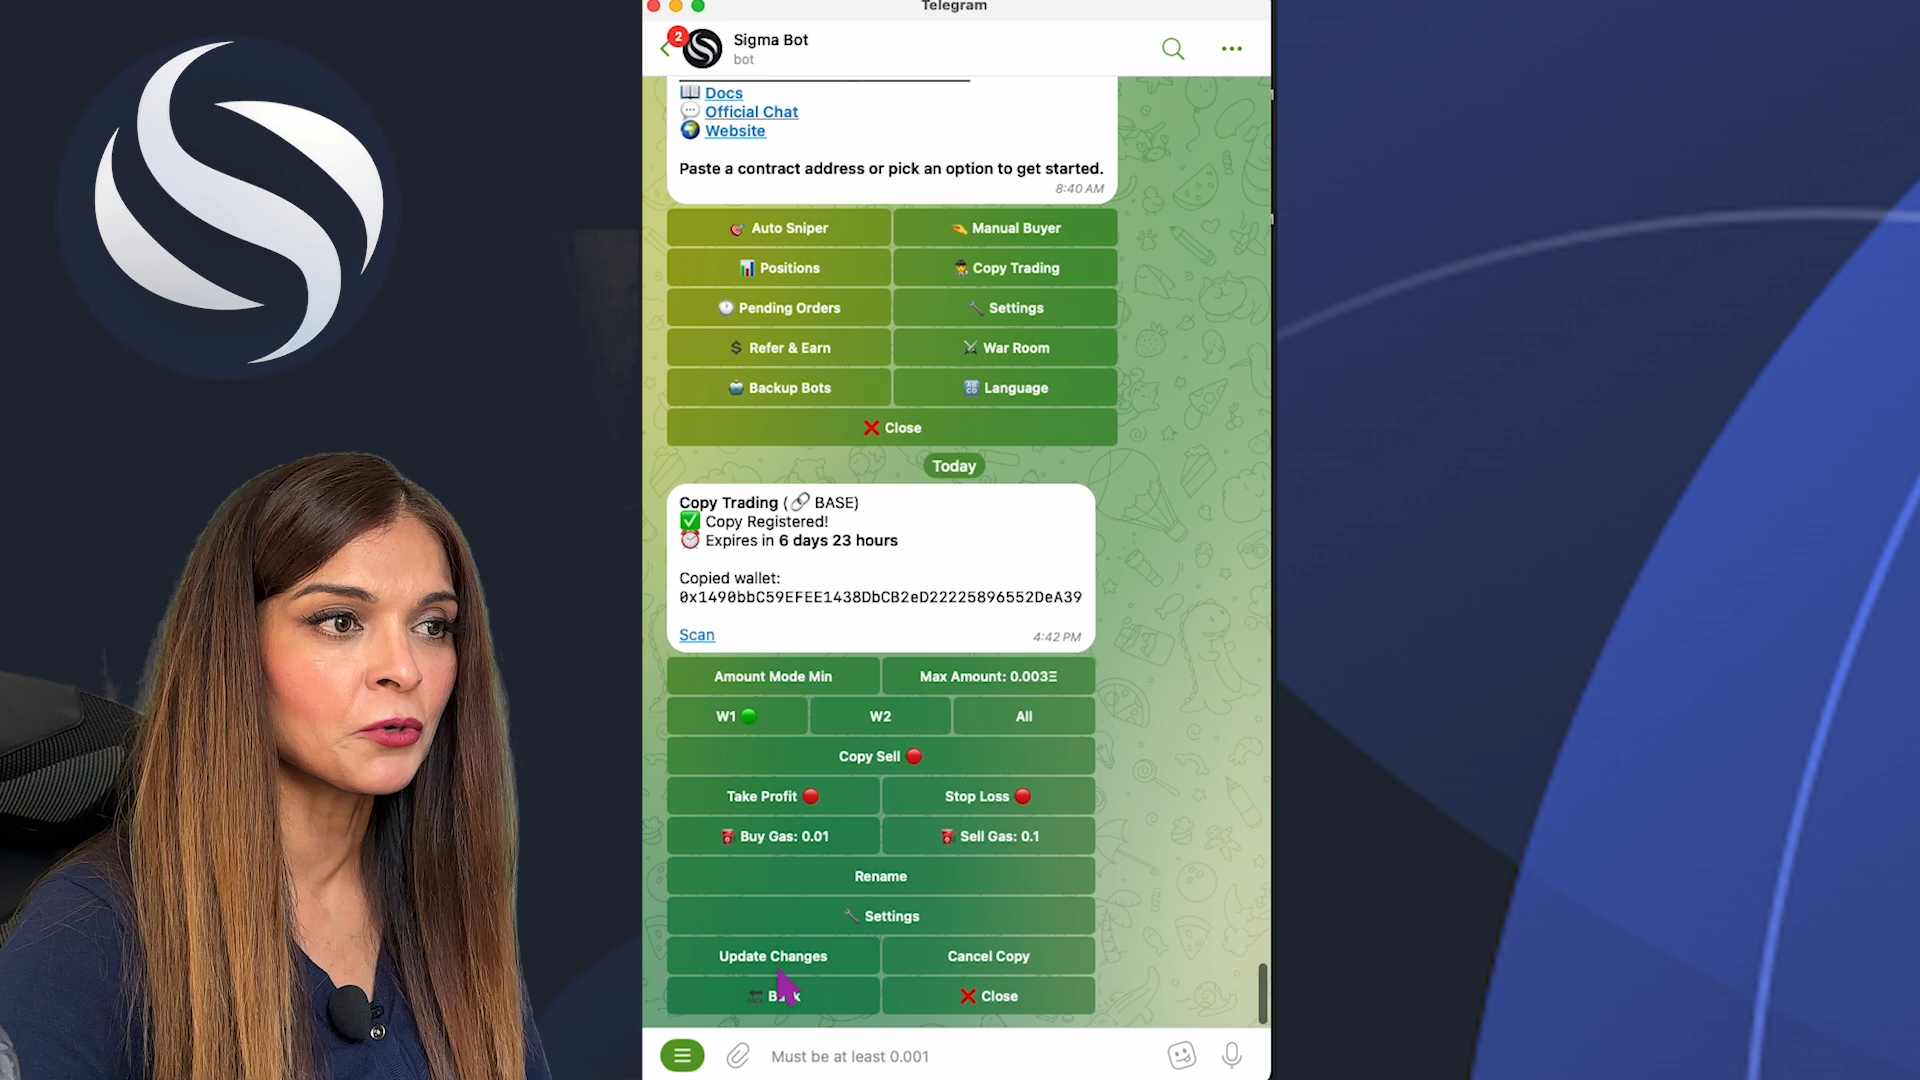 Telegram
2
Sigma Bot
bot
Docs
Official Chat
Website
Paste a contract address or pick an option to get started.
8:40 AM
Auto Sniper
Manual Buyer
Positions
Copy Trading
Pending Orders
Settings
$ Refer & Earn
War Room
Backup Bots
Language
Close
Today
Copy Trading (🔗 BASE)
✅ Copy Registered!
⏰ Expires in 6 days 23 hours
Copied wallet:
0x1490bbC59EFEE1438DbCB2eD22225896552DeA39
Scan
4:42 PM
Amount Mode Min
Max Amount: 0.003Ξ
W1
W2
All
Copy Sell
Take Profit
Stop Loss
Buy Gas: 0.01
Sell Gas: 0.1
Rename
Settings
Update Changes
Cancel Copy
Back
Close
Must be at least 0.001